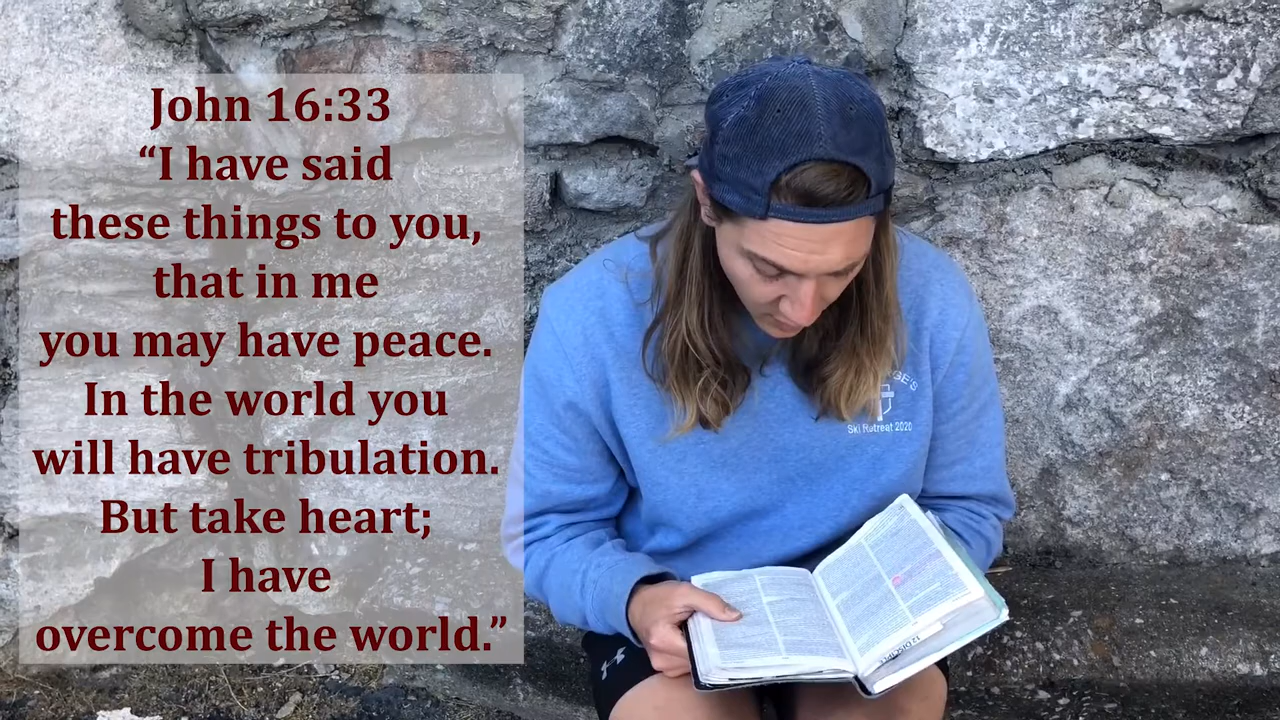 John 16:33
“I have said
these things to you,
that in me
you may have peace.
In the world you
will have tribulation.
But take heart;
I have
overcome the world.”
Ski Retreat 2020